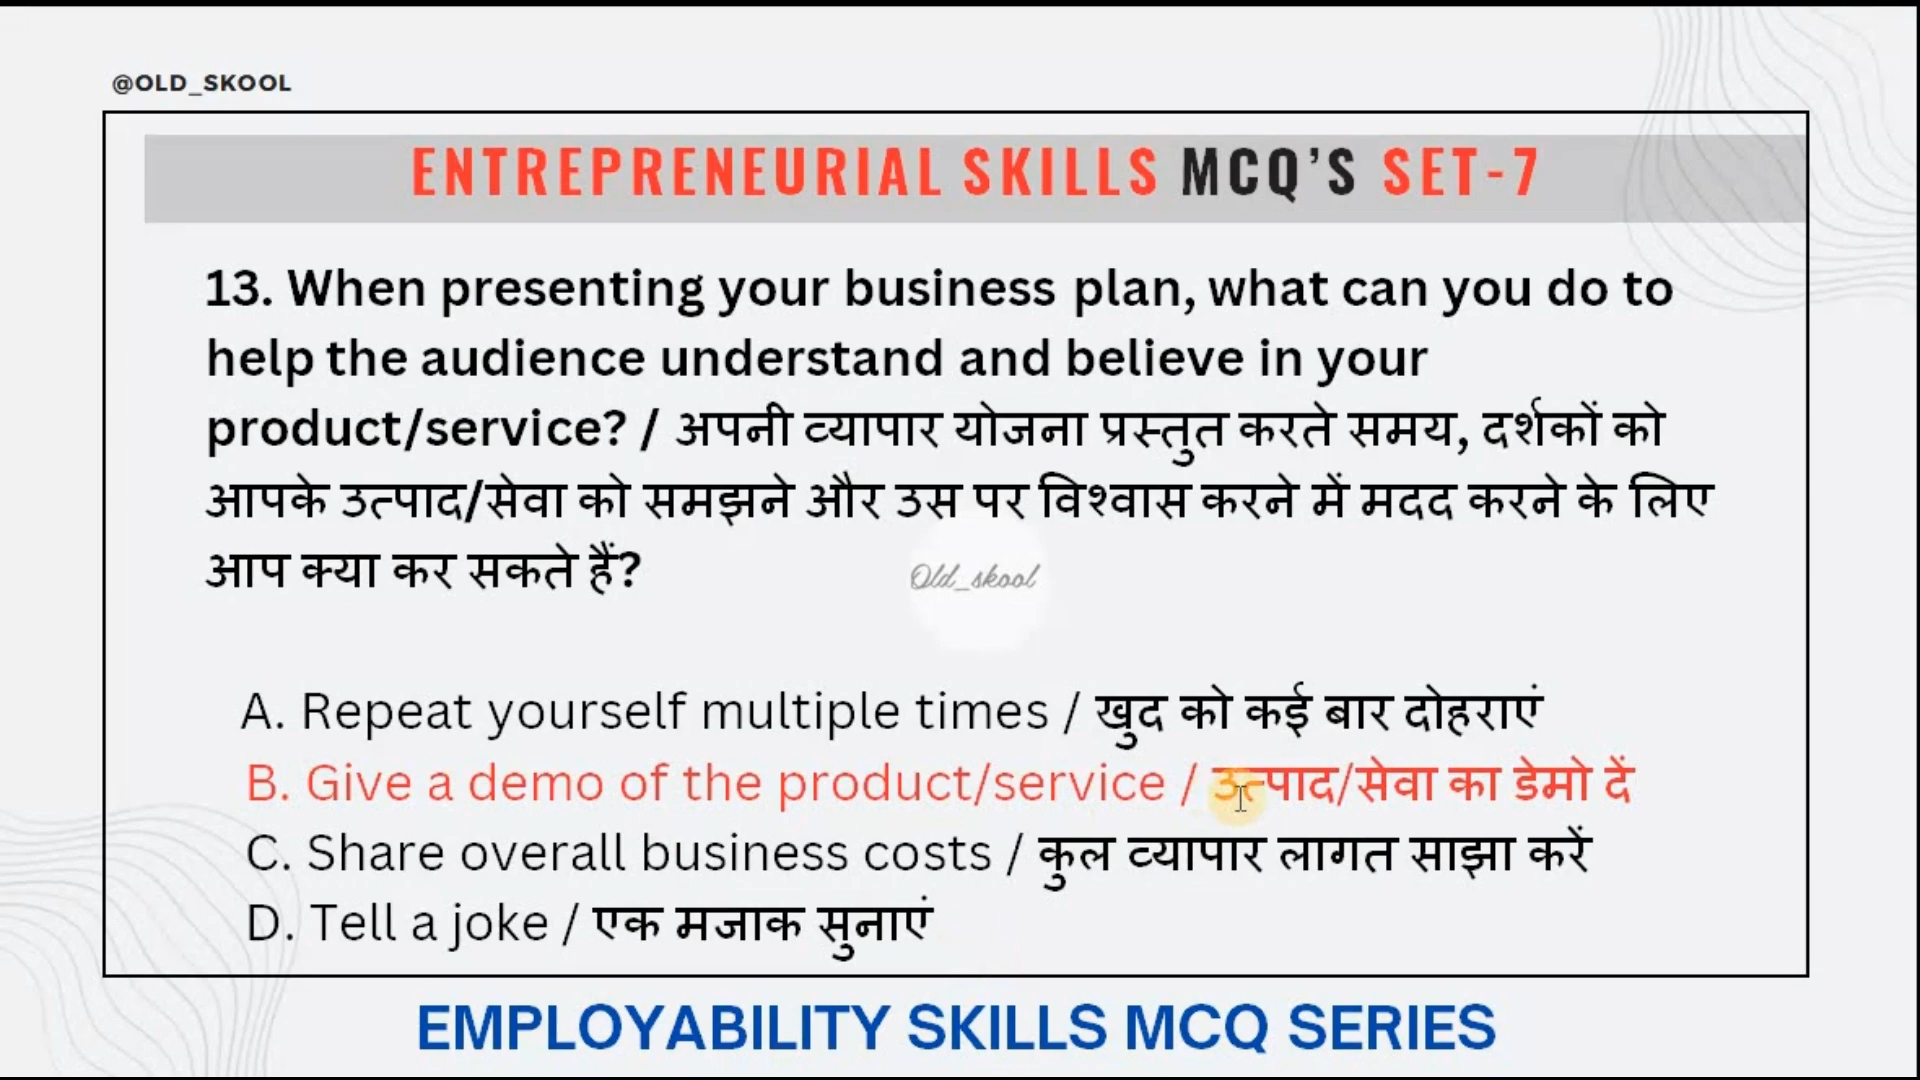 @OLD_SKOOL
ENTREPRENEURIAL SKILLS MCQ'S SET-7
13. When presenting your business plan, what can you do to
help the audience understand and believe in your
product/service? / अपनी व्यापार योजना प्रस्तुत करते समय, दर्शकों को
आपके उत्पाद/सेवा को समझने और उस पर विश्वास करने में मदद करने के लिए
आप क्या कर सकते हैं?
Old_skool
A. Repeat yourself multiple times / खुद को कई बार दोहराएं
B. Give a demo of the product/service / उत्पाद/सेवा का डेमो दें
C. Share overall business costs / कुल व्यापार लागत साझा करें
D. Tell a joke / एक मजाक सुनाएं
EMPLOYABILITY SKILLS MCQ SERIES